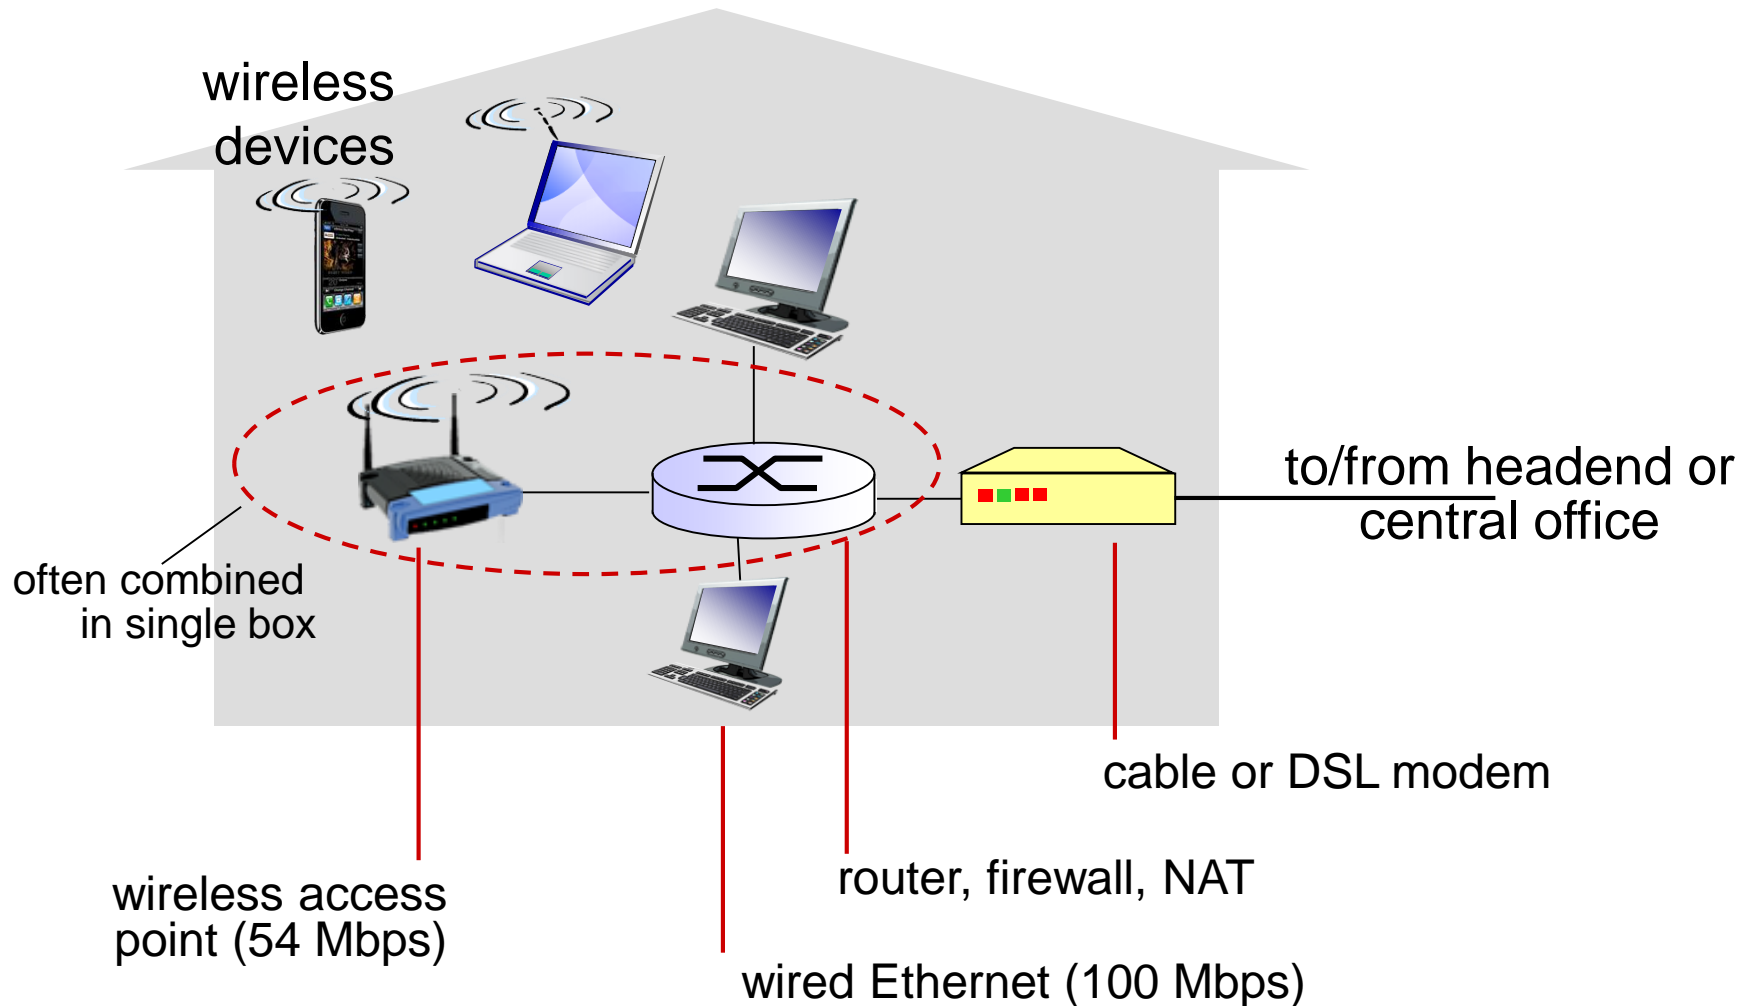 wireless
devices
to/from headend or
central office
often combined
in single box
cable or DSL modem
router, firewall, NAT
wireless access
point (54 Mbps)
wired Ethernet (100 Mbps)